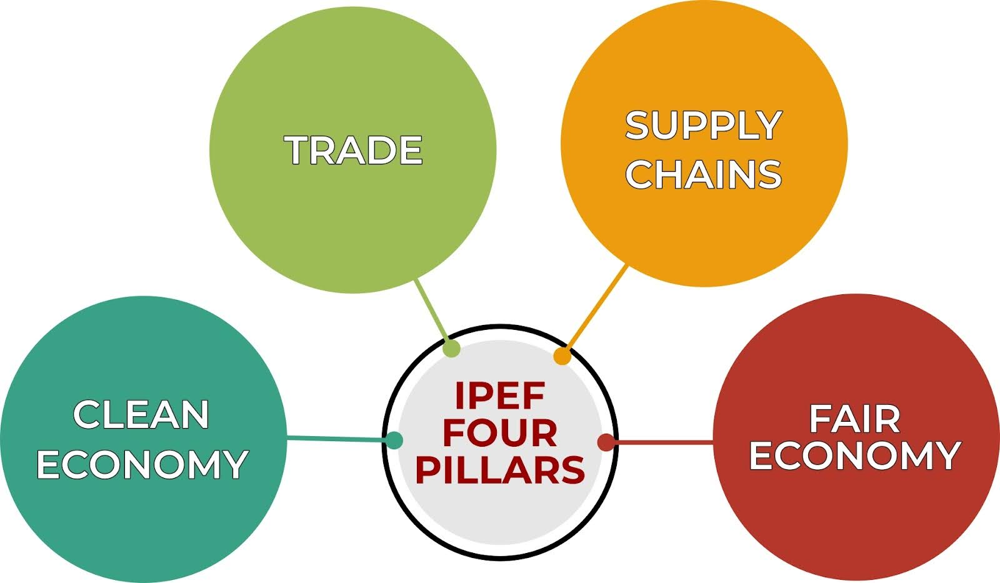 TRADE
SUPPLY
CHAINS
CLEAN
ECONOMY
IPEF
FOUR
PILLARS
FAIR
ECONOMY